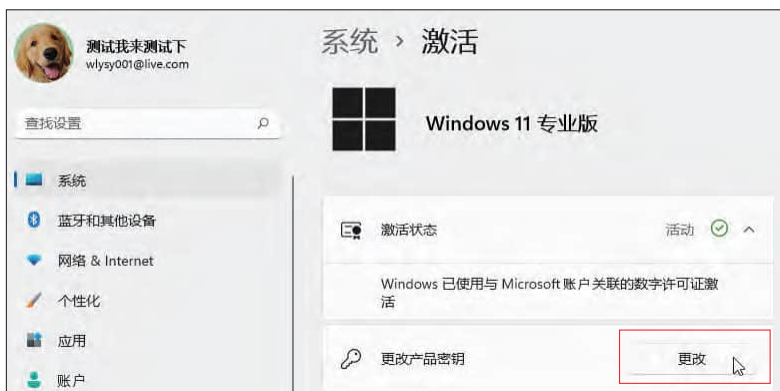 测试我来测试下
wlysy001@live.com
查找设置
系统
蓝牙和其他设备
网络 & Internet
个性化
应用
账户
系统 › 激活
Windows 11 专业版
激活状态
活动
Windows 已使用与 Microsoft 账户关联的数字许可证激
活
更改产品密钥
更改